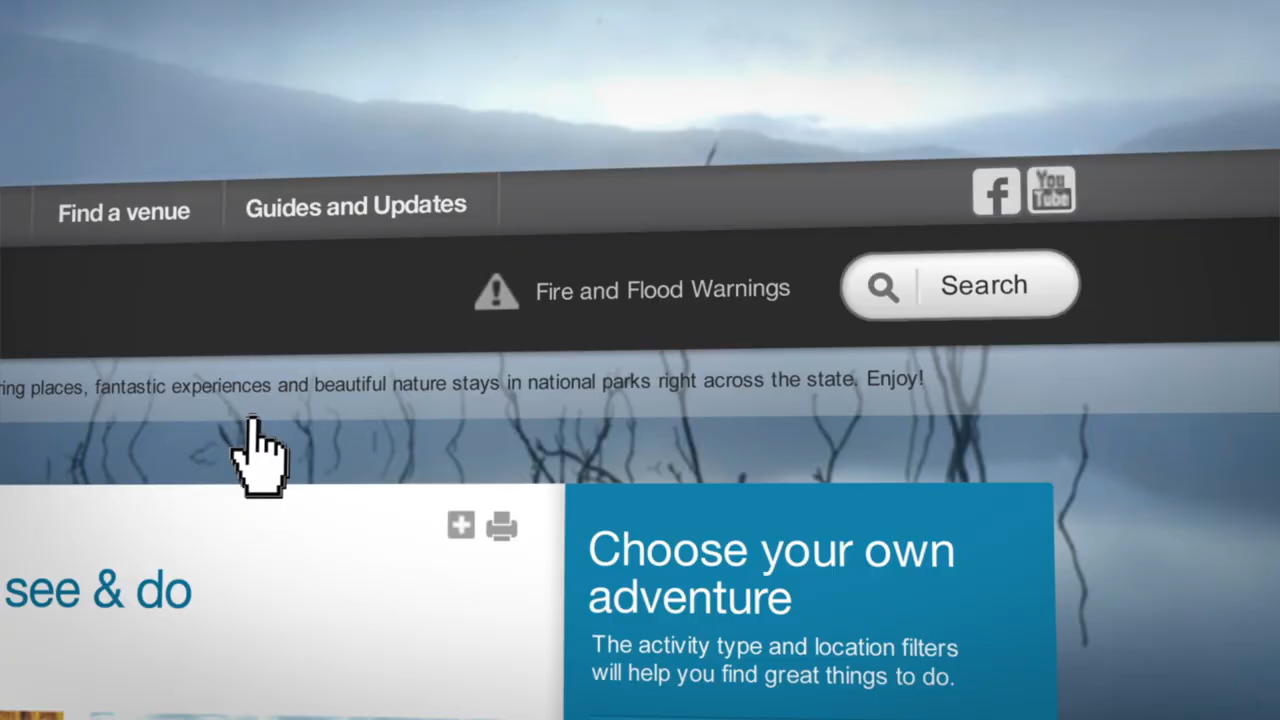 Find a venue
Guides and Updates
f
You
Tube
Fire and Flood Warnings
Search
places, fantastic experiences and beautiful nature stays in national parks right across the state. Enjoy!
see & do
Choose your own
adventure
The activity type and location filters
will help you find great things to do.